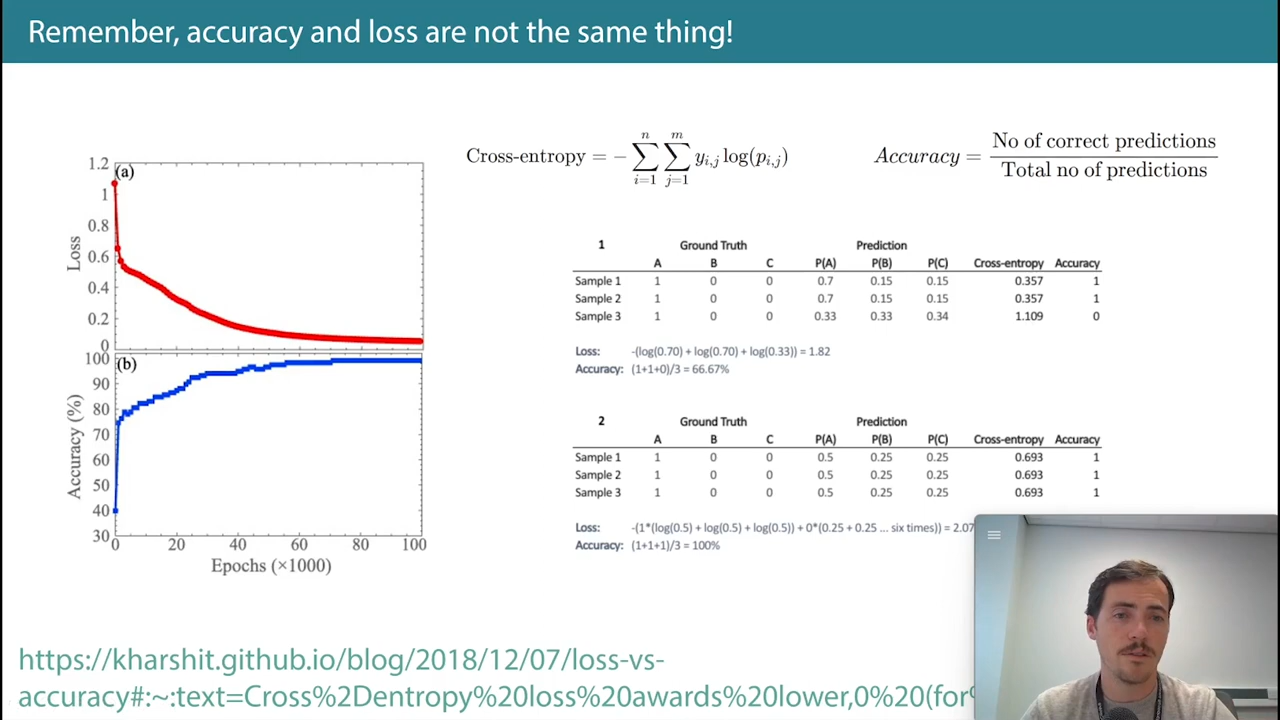 Remember, accuracy and loss are not the same thing!
Cross-entropy = − n∑i=1 m∑j=1 yi,j log(pi,j)
Accuracy = No of correct predictions / Total no of predictions
(a)
Loss
1.2
1
0.8
0.6
0.4
0.2
0
(b)
Accuracy (%)
100
90
80
70
60
50
40
30
0 20 40 60 80 100
Epochs (×1000)
1 Ground Truth Prediction
A B C P(A) P(B) P(C) Cross-entropy Accuracy
Sample 1 1 0 0 0.7 0.15 0.15 0.357 1
Sample 2 1 0 0 0.7 0.15 0.15 0.357 1
Sample 3 1 0 0 0.33 0.33 0.34 1.109 0
Loss: -(log(0.70) + log(0.70) + log(0.33)) = 1.82
Accuracy: (1+1+0)/3 = 66.67%
2 Ground Truth Prediction
A B C P(A) P(B) P(C) Cross-entropy Accuracy
Sample 1 1 0 0 0.5 0.25 0.25 0.693 1
Sample 2 1 0 0 0.5 0.25 0.25 0.693 1
Sample 3 1 0 0 0.5 0.25 0.25 0.693 1
Loss: -(1*(log(0.5) + log(0.5) + log(0.5)) + 0*(0.25 + 0.25 ... six times)) = 2.07
Accuracy: (1+1+1)/3 = 100%
https://kharshit.github.io/blog/2018/12/07/loss-vs-
accuracy#:~:text=Cross%2Dentropy%20loss%20awards%20lower,0%20(for%